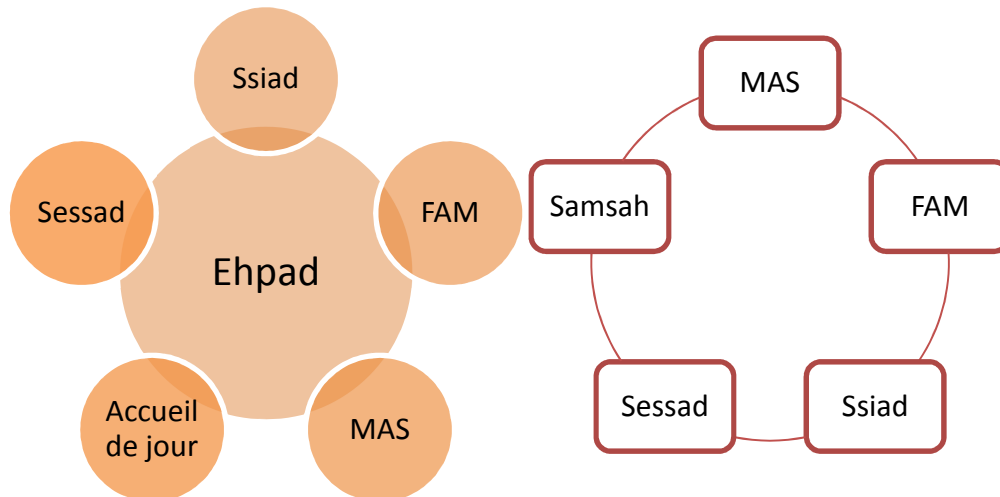 Ssiad
Sessad
FAM
Ehpad
Accueil
de jour
MAS
MAS
Samsah
FAM
Sessad
Ssiad